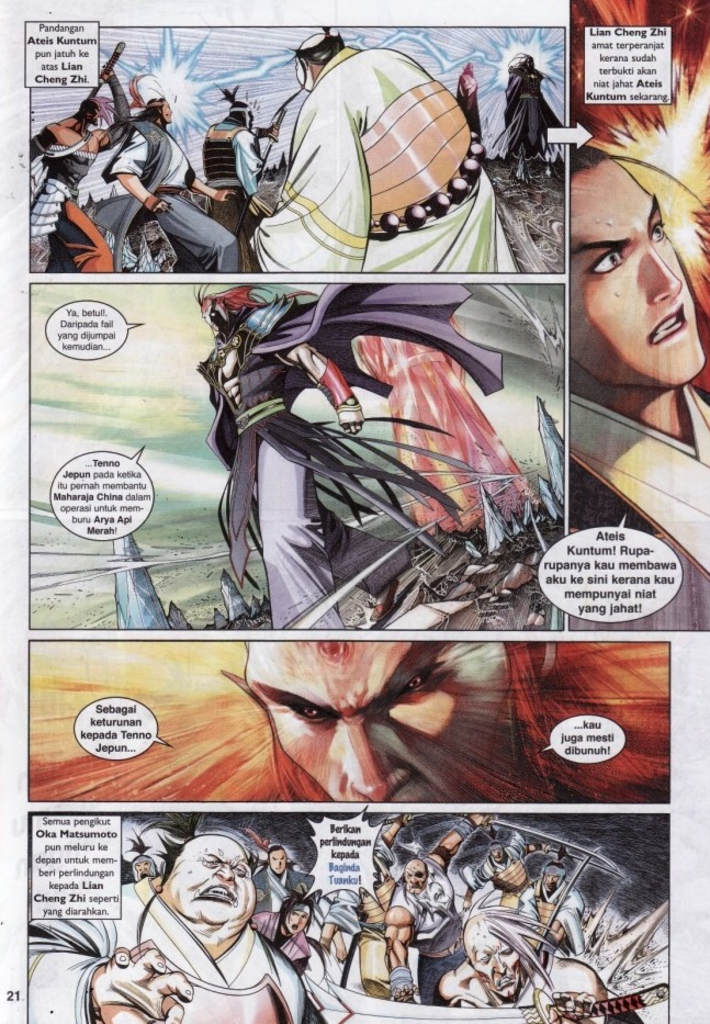 Pandangan
Ateis Kuntum
pun jatuh ke
atas Lian
Cheng Zhi.
Lian Cheng Zhi
amat terperanjat
kerana sudah
terbukti akan
niat jahat Ateis
Kuntum sekarang.
Ateis
Kuntum! Rupa-
rupanya kau membawa
aku ke sini kerana kau
mempunyai niat
yang jahat!
Ya, betul!.
Daripada fail
yang dijumpai
kemudian...
...Tenno
Jepun pada ketika
itu pernah membantu
Maharaja China dalam
operasi untuk mem-
buru Arya Api
Merah!
Sebagai
keturunan
kepada Tenno
Jepun...
...kau
juga mesti
dibunuh!
Semua pengikut
Oka Matsumoto
pun meluru ke
depan untuk mem-
beri perlindungan
kepada Lian
Cheng Zhi seperti
yang diarahkan.
Berikan
perlindungan
kepada
Baginda
Tuanku!
21